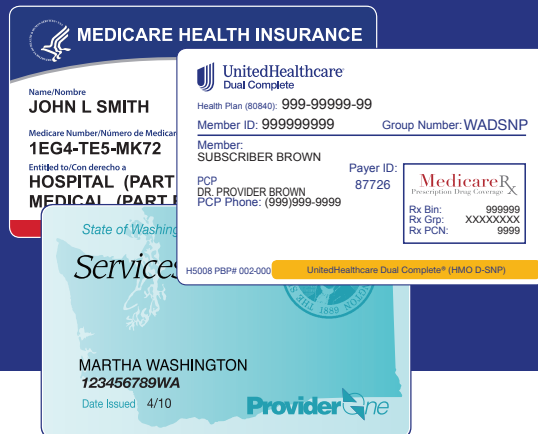 MEDICARE HEALTH INSURANCE
Name/Nombre
JOHN L SMITH
Medicare Number/Número de Medicar
1EG4-TE5-MK72
Entitled to/Con derecho a
HOSPITAL (PART
MEDICAL (PART
UnitedHealthcare®
Dual Complete
Health Plan (80840): 999-99999-99
Member ID: 999999999 Group Number: WADSNP
Member:
SUBSCRIBER BROWN
PCP
DR. PROVIDER BROWN
PCP Phone: (999)999-9999
Payer ID:
87726
MedicareRx
Prescription Drug Coverage
Rx Bin: 999999
Rx Grp: XXXXXXXX
Rx PCN: 9999
H5008 PBP# 002-000 UnitedHealthcare Dual Complete® (HMO D-SNP)
State of Washing
Services
1889
MARTHA WASHINGTON
123456789WA
Date Issued 4/10
ProviderOne